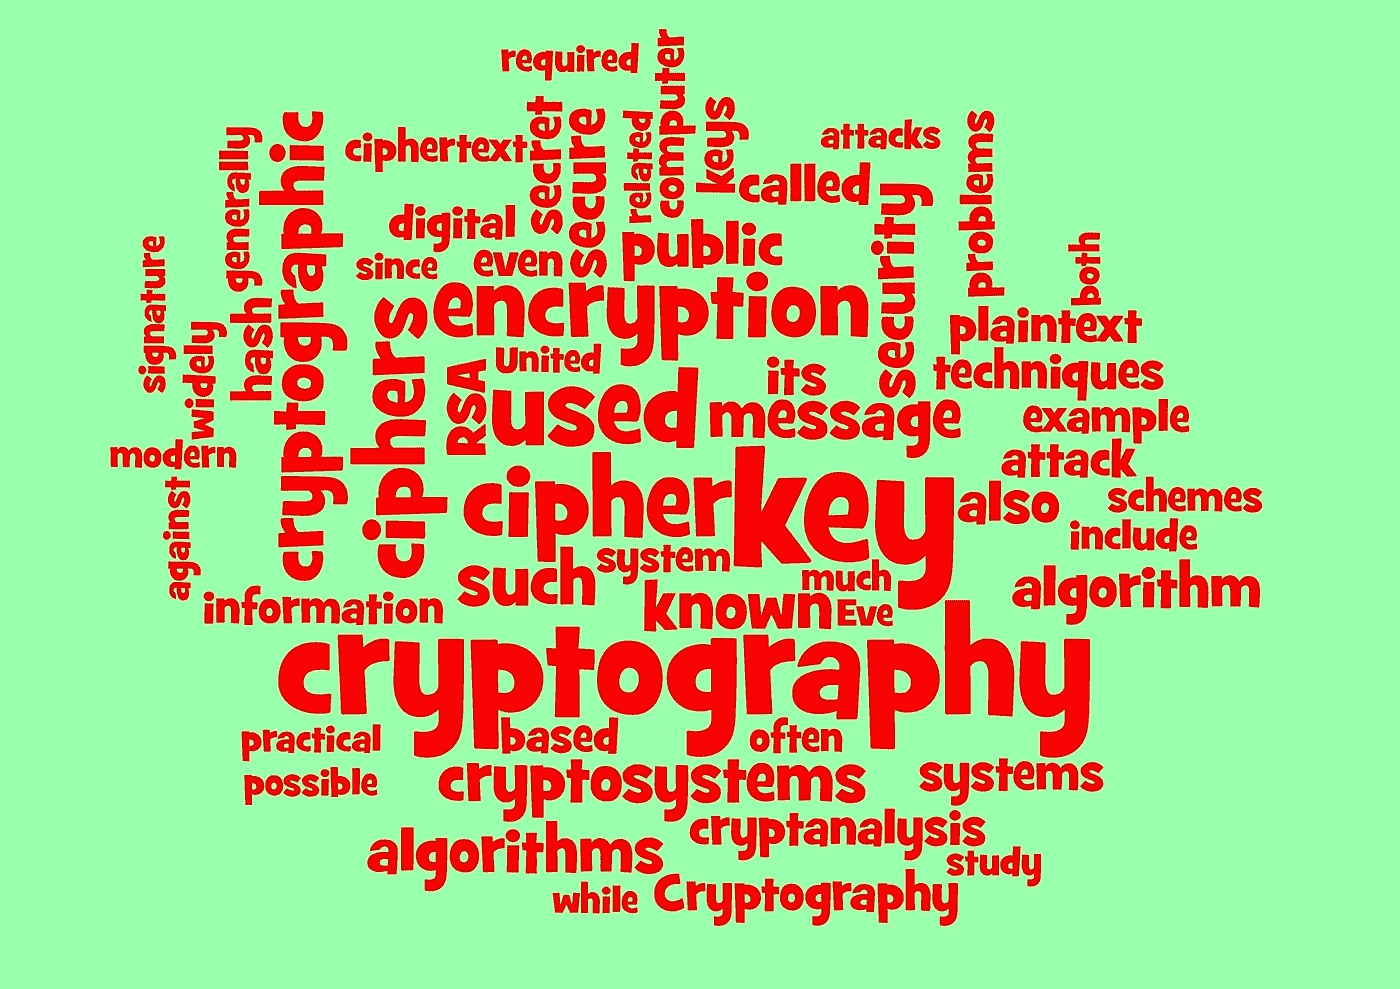 required
computer
secret
secure
related
keys
attacks
problems
cryptographic
generally
ciphertext
called
security
digital
public
both
signature
since
even
encryption
hash
ciphers
widely
plaintext
United
RSA
its
techniques
used
message
example
modern
attack
cipher
key
also
schemes
against
include
system
such
much
algorithm
information
known
Eve
cryptography
practical
based
often
possible
cryptosystems
systems
cryptanalysis
algorithms
study
while
Cryptography